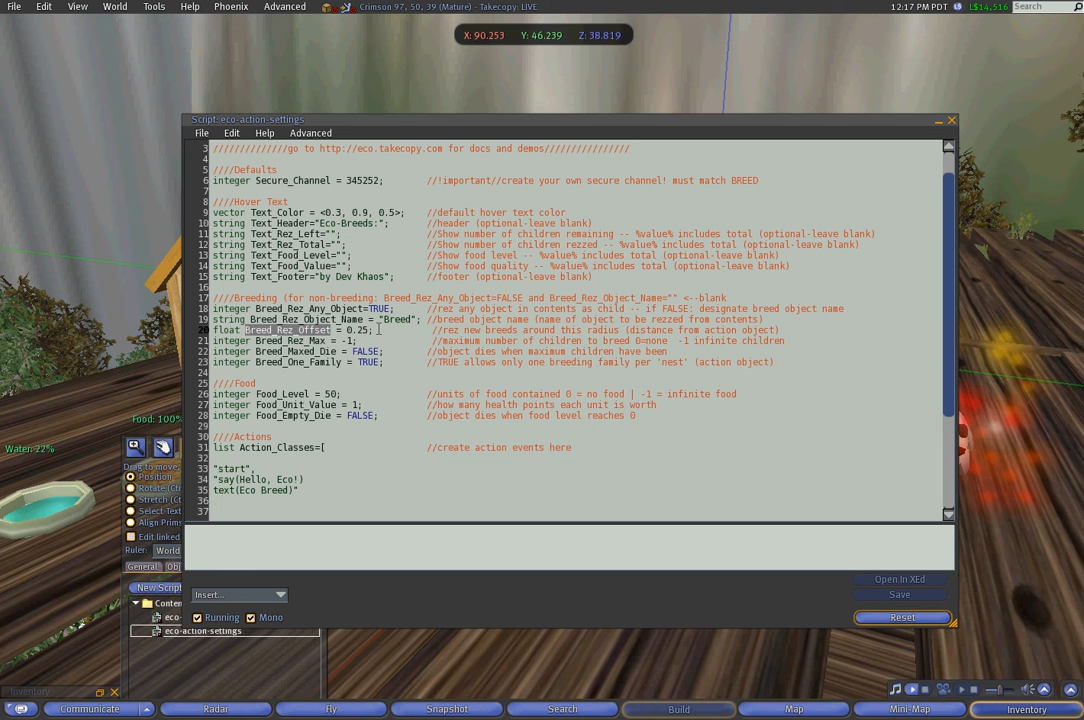 File Edit View World Tools Help Phoenix Advanced Crimson 97, 50, 39 (Mature) - Takecopy: LIVE. 12:17 PM PDT L$ L$14,516 Search
X: 90.253 Y: 46.239 Z: 38.819
Script: eco-action-settings
File Edit Help Advanced
3 //////////////go to http://eco.takecopy.com for docs and demos////////////////
4
5 ////Defaults
6 integer Secure_Channel = 345252; //!important//create your own secure channel! must match BREED
7
8 ////Hover Text
9 vector Text_Color = <0.3, 0.9, 0.5>; //default hover text color
10 string Text_Header="Eco-Breeds:"; //header (optional-leave blank)
11 string Text_Rez_Left=""; //Show number of children remaining -- %value% includes total (optional-leave blank)
12 string Text_Rez_Total=""; //Show number of children rezzed -- %value% includes total (optional-leave blank)
13 string Text_Food_Level=""; //Show food level -- %value% includes total (optional-leave blank)
14 string Text_Food_Value=""; //Show food quality -- %value% includes total (optional-leave blank)
15 string Text_Footer="by Dev Khaos"; //footer (optional-leave blank)
16
17 ////Breeding (for non-breeding: Breed_Rez_Any_Object=FALSE and Breed_Rez_Object_Name="" <--blank
18 integer Breed_Rez_Any_Object=TRUE; //rez any object in contents as child -- if FALSE: designate breed object name
19 string Breed_Rez_Object_Name = "Breed"; //breed object name (name of object to be rezzed from contents)
20 float Breed_Rez_Offset = 0.25; //rez new breeds around this radius (distance from action object)
21 integer Breed_Rez_Max = -1; //maximum number of children to breed 0=none -1 infinite children
22 integer Breed_Maxed_Die = FALSE; //object dies when maximum children have been
23 integer Breed_One_Family = TRUE; //TRUE allows only one breeding family per 'nest' (action object)
24
25 ////Food
26 integer Food_Level = 50; //units of food contained 0 = no food | -1 = infinite food
27 integer Food_Unit_Value = 1; //how many health points each unit is worth
28 integer Food_Empty_Die = FALSE; //object dies when food level reaches 0
29
30 ////Actions
31 list Action_Classes=[ //create action events here
32
33 "start",
34 "say(Hello, Eco!)
35 text(Eco Breed)"
36
37
Food: 100%
Water: 22%
Drag to move,
Position
Rotate (Ct
Stretch (Ct
Select Text
Align Prims
Edit linked
Ruler: World
General Obj
New Script
Conten
eco-
eco-action-settings
Insert...
Running Mono
Open In XEd
Save
Reset
Inventory
Communicate Radar Fly Snapshot Search Build Map Mini-Map Inventory